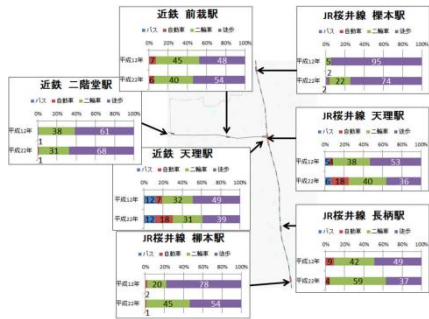 近鉄 前栽駅
■バス ■自動車 ■二輪車 ■徒歩
0% 20% 40% 60% 80% 100%
平成12年 7 45 48
平成22年 6 40 54
JR桜井線 櫟本駅
■バス ■自動車 ■二輪車 ■徒歩
0% 20% 40% 60% 80% 100%
平成12年 5 95
2
平成22年 22 74
2
近鉄 二階堂駅
■バス ■自動車 ■二輪車 ■徒歩
0% 20% 40% 60% 80% 100%
平成12年 38 61
1
平成22年 31 68
1
JR桜井線 天理駅
■バス ■自動車 ■二輪車 ■徒歩
0% 20% 40% 60% 80% 100%
平成12年 5 4 38 53
平成22年 6 18 40 36
近鉄 天理駅
■バス ■自動車 ■二輪車 ■徒歩
0% 20% 40% 60% 80% 100%
平成12年 12 7 32 49
平成22年 12 18 31 39
JR桜井線 長柄駅
■バス ■自動車 ■二輪車 ■徒歩
0% 20% 40% 60% 80% 100%
平成12年 9 42 49
平成22年 4 59 37
JR桜井線 柳本駅
■バス ■自動車 ■二輪車 ■徒歩
0% 20% 40% 60% 80% 100%
平成12年 20 78
2
平成22年 45 54
1